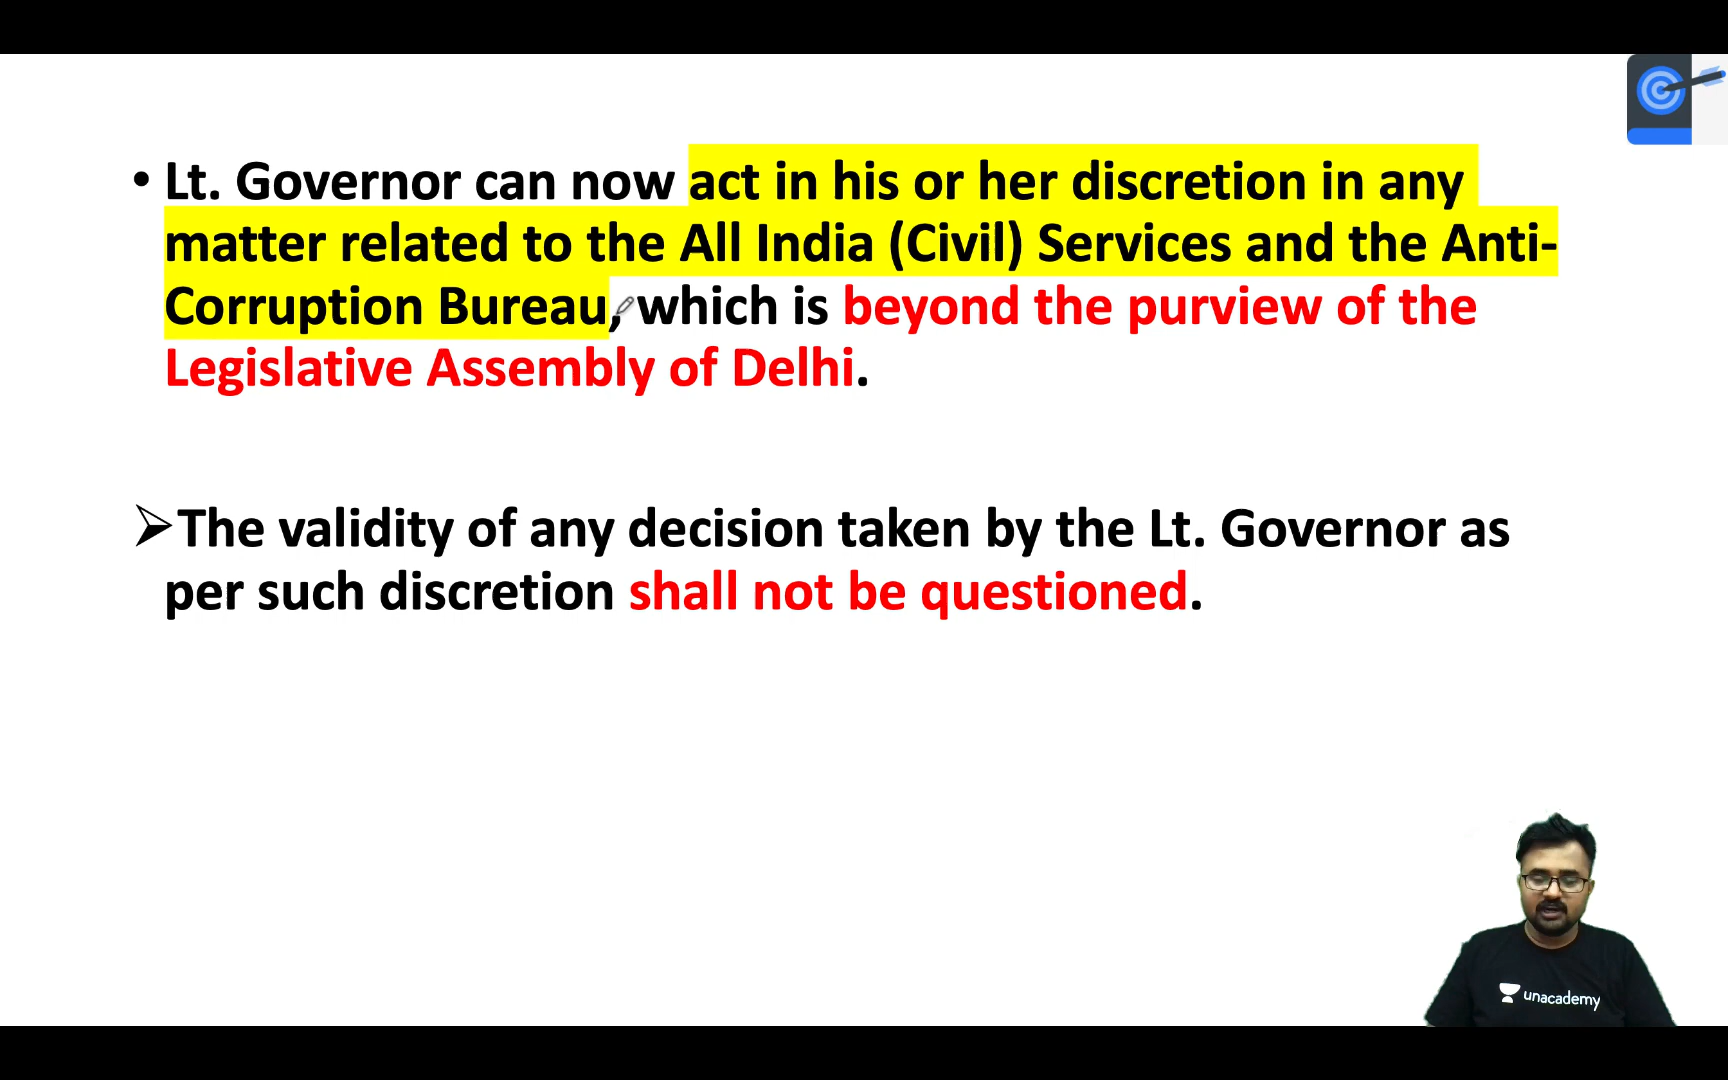 • Lt. Governor can now act in his or her discretion in any
matter related to the All India (Civil) Services and the Anti-
Corruption Bureau, which is beyond the purview of the
Legislative Assembly of Delhi.
➢The validity of any decision taken by the Lt. Governor as
per such discretion shall not be questioned.
unacademy